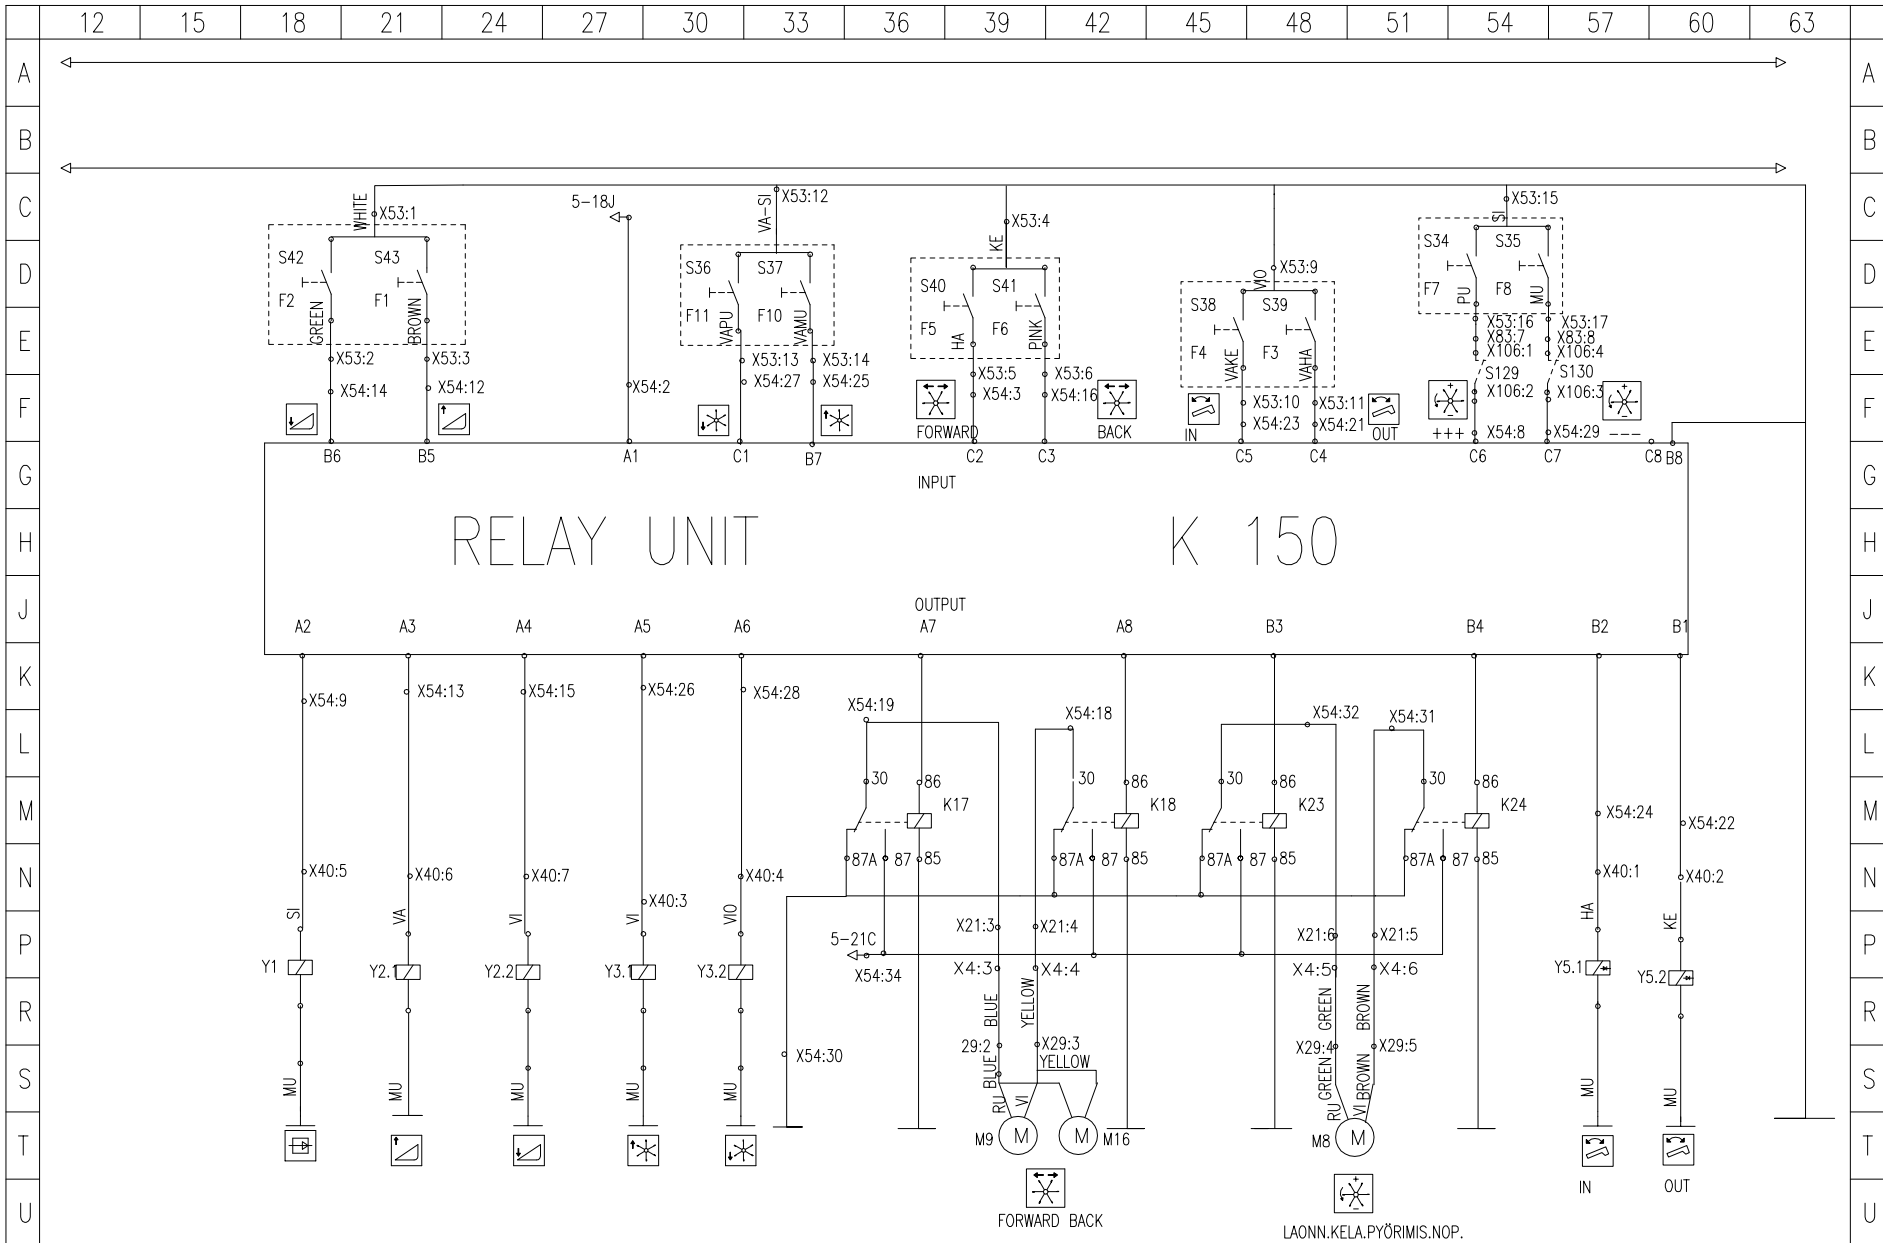 12 15 18 21 24 27 30 33 36 39 42 45 48 51 54 57 60 63
A A
B B
C C
D D
E E
F F
G G
H H
J J
K K
L L
M M
N N
P P
R R
S S
T T
U U
WHITE X53:1
5-18J
VA-SI X53:12
X53:4 KE
VIO X53:9
X53:15 SI
S42 S43
F2 F1
GREEN BROWN
X53:2 X53:3
X54:14 X54:12
X54:2
S36 S37
F11 F10
VAPU VAMU
X53:13 X53:14
X54:27 X54:25
S40 S41
F5 F6
HA PINK
X53:5 X53:6
X54:3 X54:16
FORWARD BACK
S38 S39
F4 F3
VAKE VAHA
X53:10 X53:11
X54:23 X54:21
IN OUT
S34 S35
F7 F8
PU MU
X53:16 X53:17
X83:7 X83:8
X106:1 X106:4
S129 S130
X106:2 X106:3
+++ X54:8 X54:29 ---
B6 B5 A1 C1 B7 C2 C3 C5 C4 C6 C7 C8 B8
INPUT
RELAY UNIT K 150
OUTPUT
A2 A3 A4 A5 A6 A7 A8 B3 B4 B2 B1
X54:9 X54:13 X54:15 X54:26 X54:28
X54:19 X54:18 X54:32 X54:31
30 86 30 86 30 86 30 86
K17 K18 K23 K24
X54:24 X54:22
87A 87 85 87A 87 85 87A 87 85 87A 87 85
X40:5 X40:6 X40:7 X40:3 X40:4 X40:1 X40:2
SI VA VI VI VIO HA KE
X21:3 X21:4 X21:6 X21:5
5-21C
X54:34
X4:3 X4:4 X4:5 X4:6
Y1 Y2.1 Y2.2 Y3.1 Y3.2 Y5.1 Y5.2
BLUE YELLOW GREEN BROWN
X54:30
29:2 X29:3 X29:4 X29:5
BLUE YELLOW GREEN BROWN
MU MU MU MU MU MU MU
RU VI RU VI
M9 M M M16 M8 M
IN OUT
FORWARD BACK
LAONN.KELA.PYÖRIMIS.NOP.